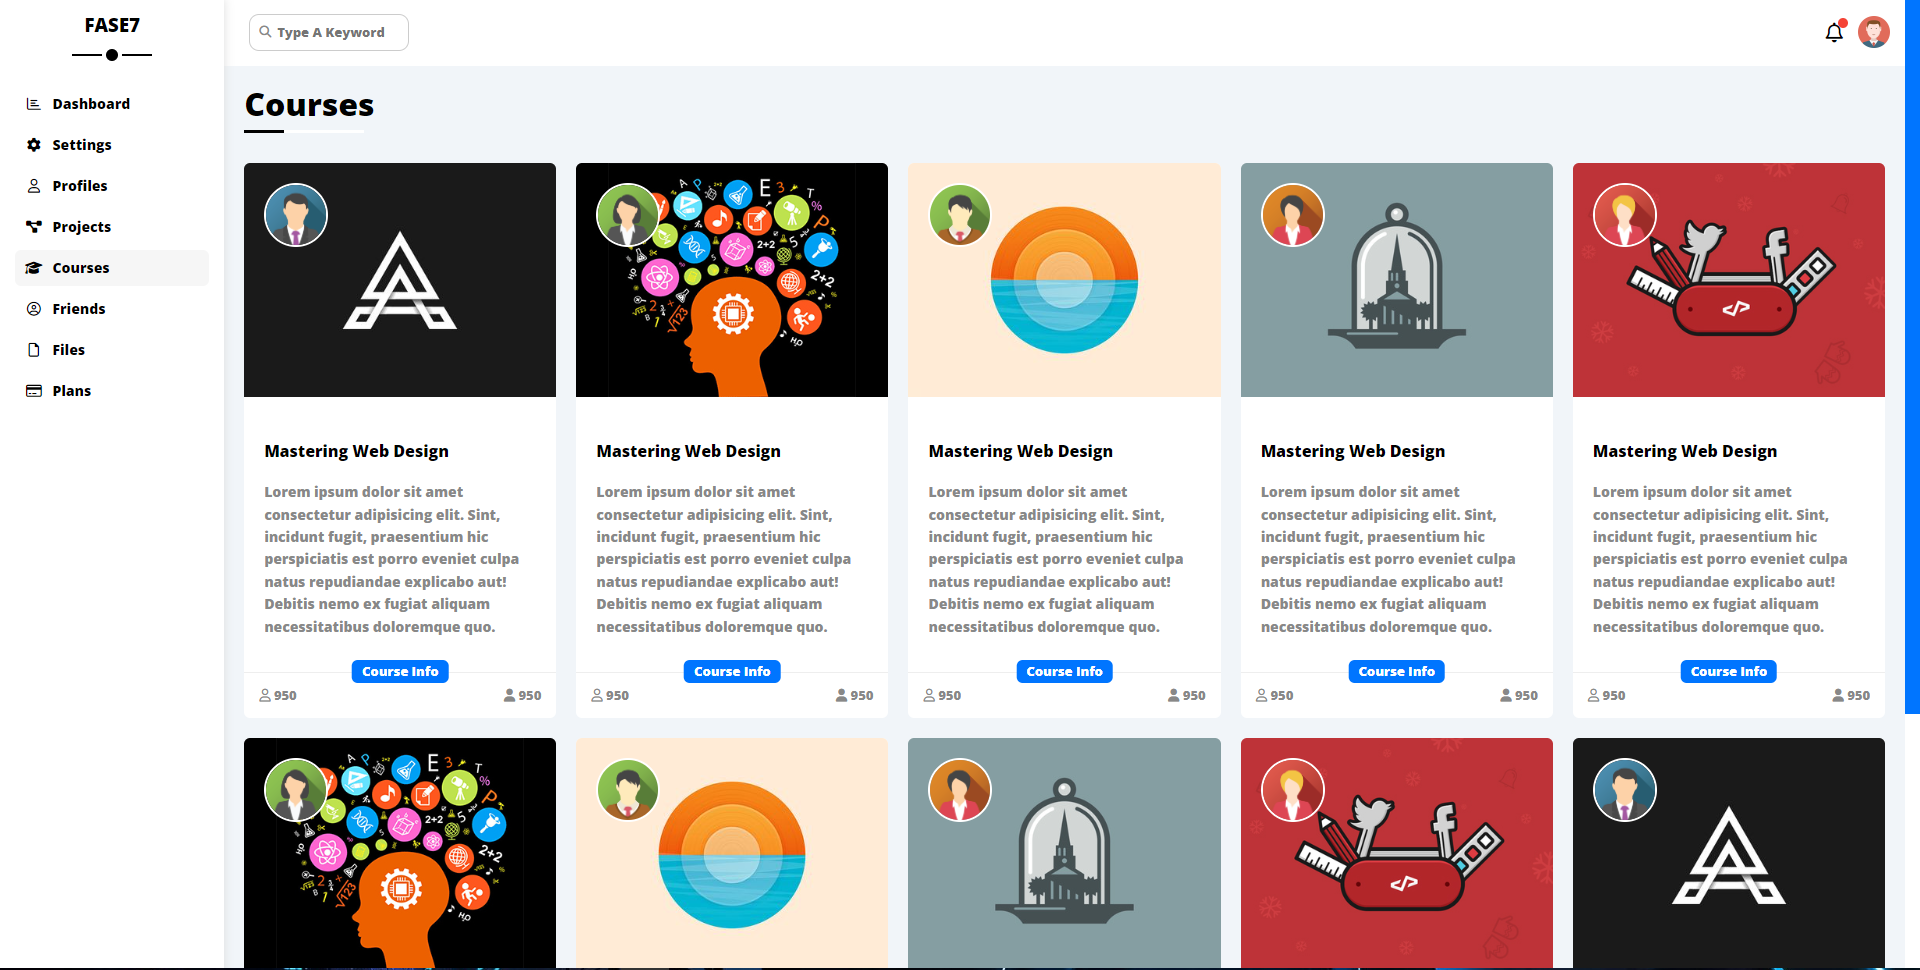 FASE7
Type A Keyword
Dashboard
Settings
Profiles
Projects
Courses
Friends
Files
Plans
Courses
Mastering Web Design
Lorem ipsum dolor sit amet
consectetur adipisicing elit. Sint,
incidunt fugit, praesentium hic
perspiciatis est porro eveniet culpa
natus repudiandae explicabo aut!
Debitis nemo ex fugiat aliquam
necessitatibus doloremque quo.
Course Info
950
950
Mastering Web Design
Lorem ipsum dolor sit amet
consectetur adipisicing elit. Sint,
incidunt fugit, praesentium hic
perspiciatis est porro eveniet culpa
natus repudiandae explicabo aut!
Debitis nemo ex fugiat aliquam
necessitatibus doloremque quo.
Course Info
950
950
Mastering Web Design
Lorem ipsum dolor sit amet
consectetur adipisicing elit. Sint,
incidunt fugit, praesentium hic
perspiciatis est porro eveniet culpa
natus repudiandae explicabo aut!
Debitis nemo ex fugiat aliquam
necessitatibus doloremque quo.
Course Info
950
950
Mastering Web Design
Lorem ipsum dolor sit amet
consectetur adipisicing elit. Sint,
incidunt fugit, praesentium hic
perspiciatis est porro eveniet culpa
natus repudiandae explicabo aut!
Debitis nemo ex fugiat aliquam
necessitatibus doloremque quo.
Course Info
950
950
Mastering Web Design
Lorem ipsum dolor sit amet
consectetur adipisicing elit. Sint,
incidunt fugit, praesentium hic
perspiciatis est porro eveniet culpa
natus repudiandae explicabo aut!
Debitis nemo ex fugiat aliquam
necessitatibus doloremque quo.
Course Info
950
950